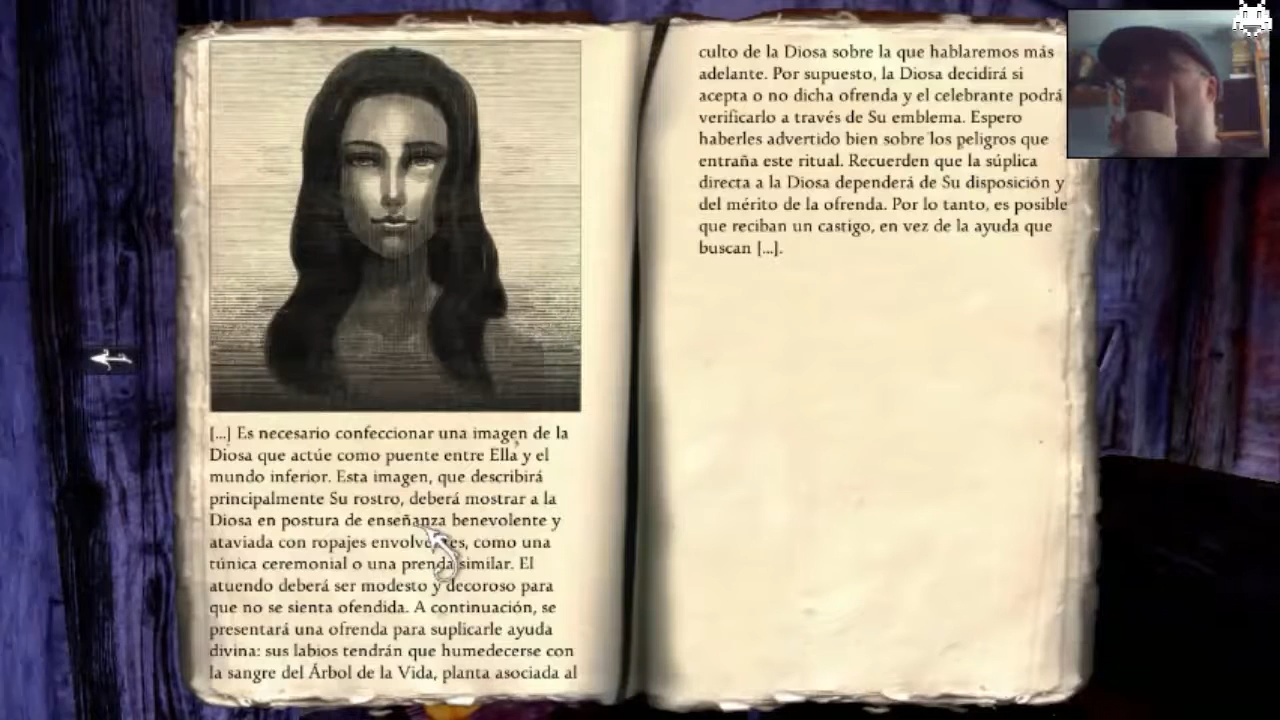 [...] Es necesario confeccionar una imagen de la
Diosa que actúe como puente entre Ella y el
mundo inferior. Esta imagen, que describirá
principalmente Su rostro, deberá mostrar a la
Diosa en postura de enseñanza benevolente y
ataviada con ropajes envolventes, como una
túnica ceremonial o una prenda similar. El
atuendo deberá ser modesto y decoroso para
que no se sienta ofendida. A continuación, se
presentará una ofrenda para suplicarle ayuda
divina: sus labios tendrán que humedecerse con
la sangre del Árbol de la Vida, planta asociada al
culto de la Diosa sobre la que hablaremos más
adelante. Por supuesto, la Diosa decidirá si
acepta o no dicha ofrenda y el celebrante podrá
verificarlo a través de Su emblema. Espero
haberles advertido bien sobre los peligros que
entraña este ritual. Recuerden que la súplica
directa a la Diosa dependerá de Su disposición y
del mérito de la ofrenda. Por lo tanto, es posible
que reciban un castigo, en vez de la ayuda que
buscan [...].